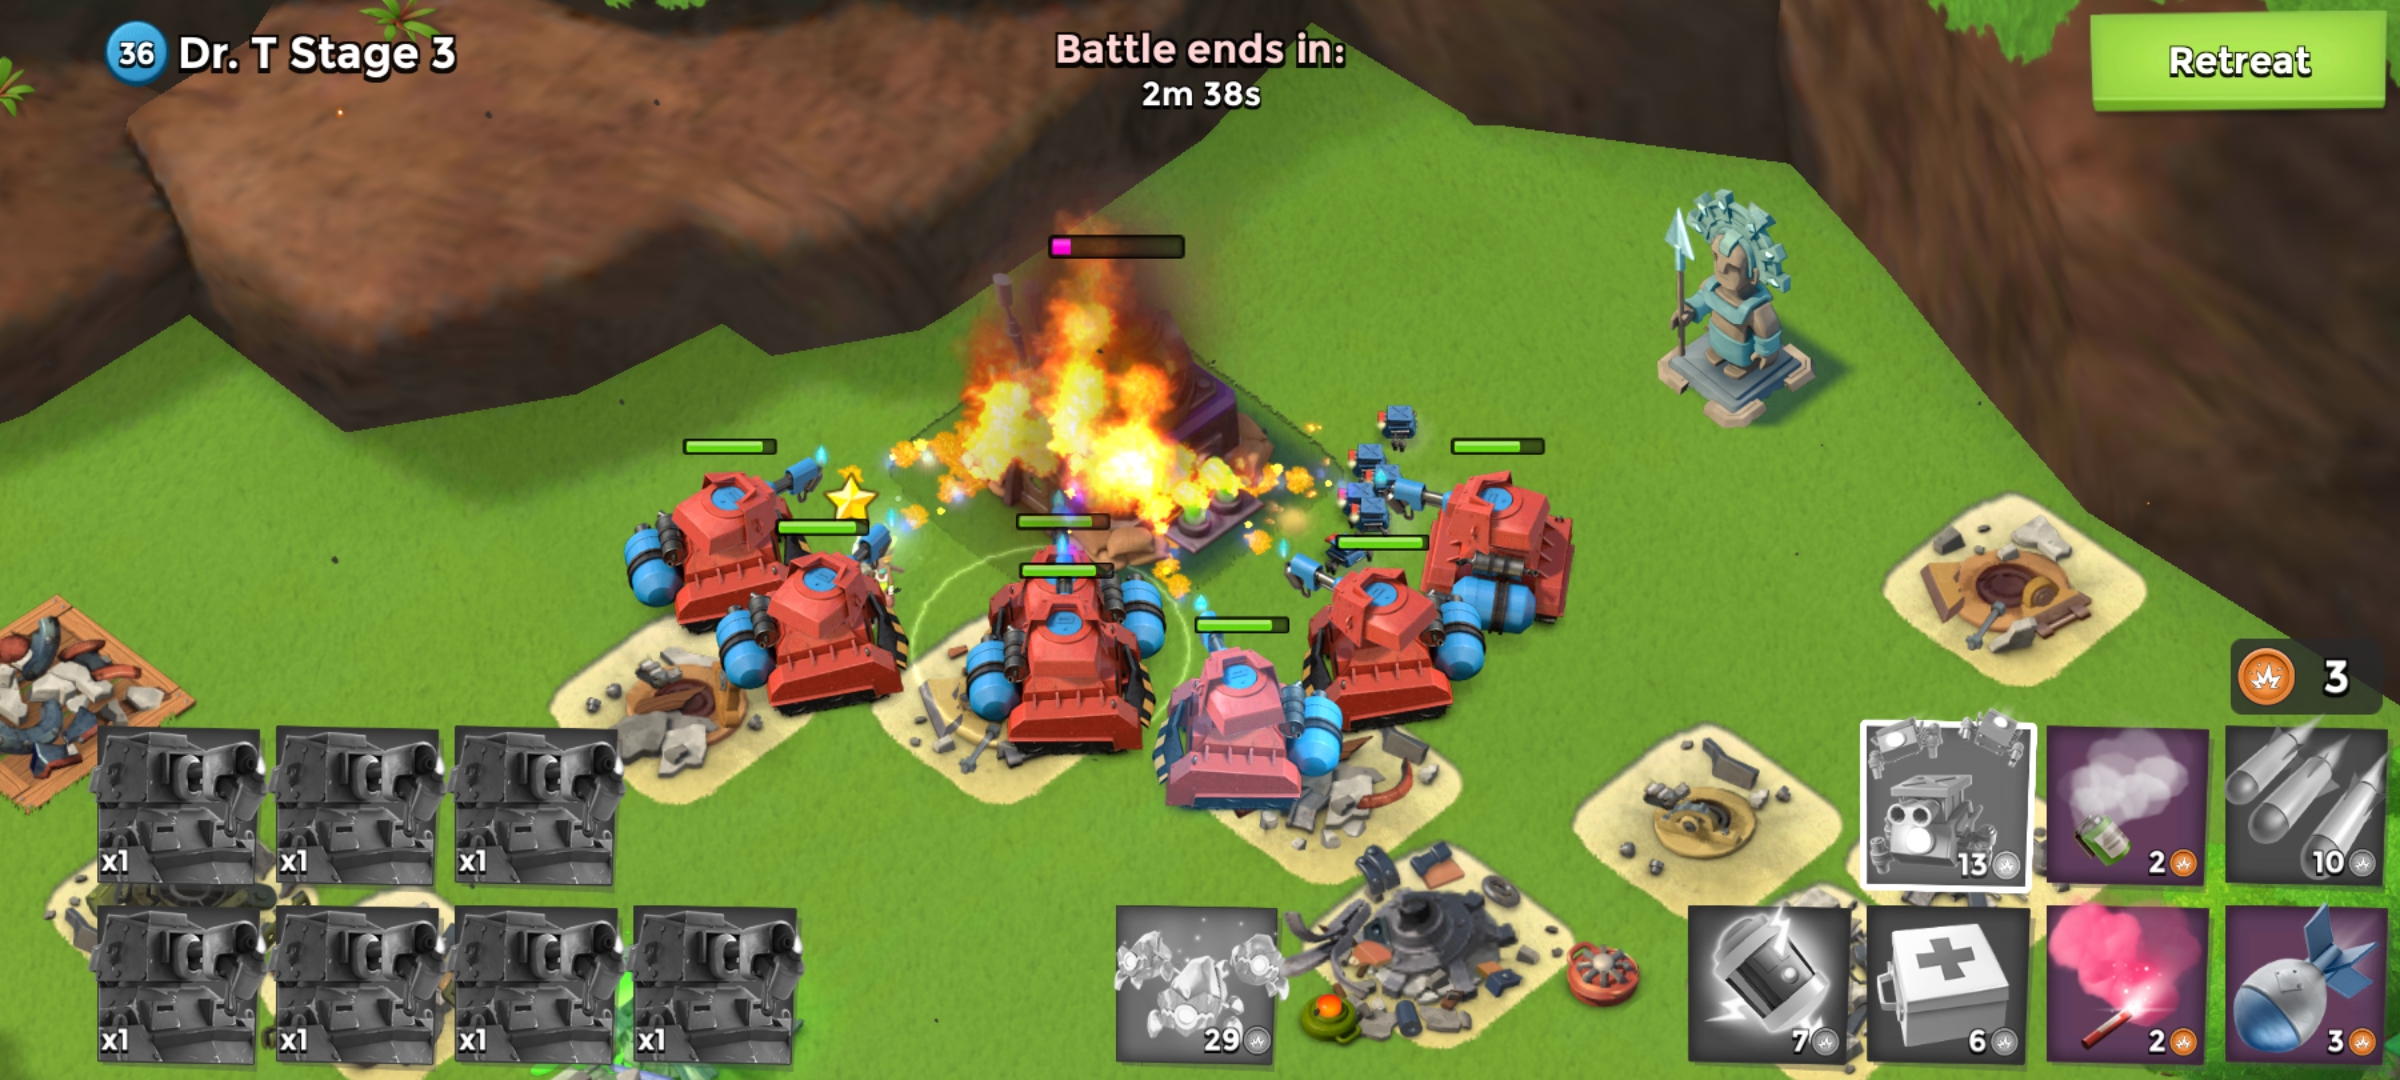 36 Dr. T Stage 3
Battle ends in:
2m 38s
Retreat
3
x1 x1 x1
13 2 10
x1 x1 x1 x1
29 7 6 2 3